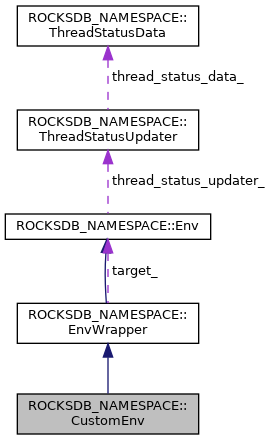 ROCKSDB_NAMESPACE::
ThreadStatusData
thread_status_data_
ROCKSDB_NAMESPACE::
ThreadStatusUpdater
thread_status_updater_
ROCKSDB_NAMESPACE::Env
target_
ROCKSDB_NAMESPACE::
EnvWrapper
ROCKSDB_NAMESPACE::
CustomEnv